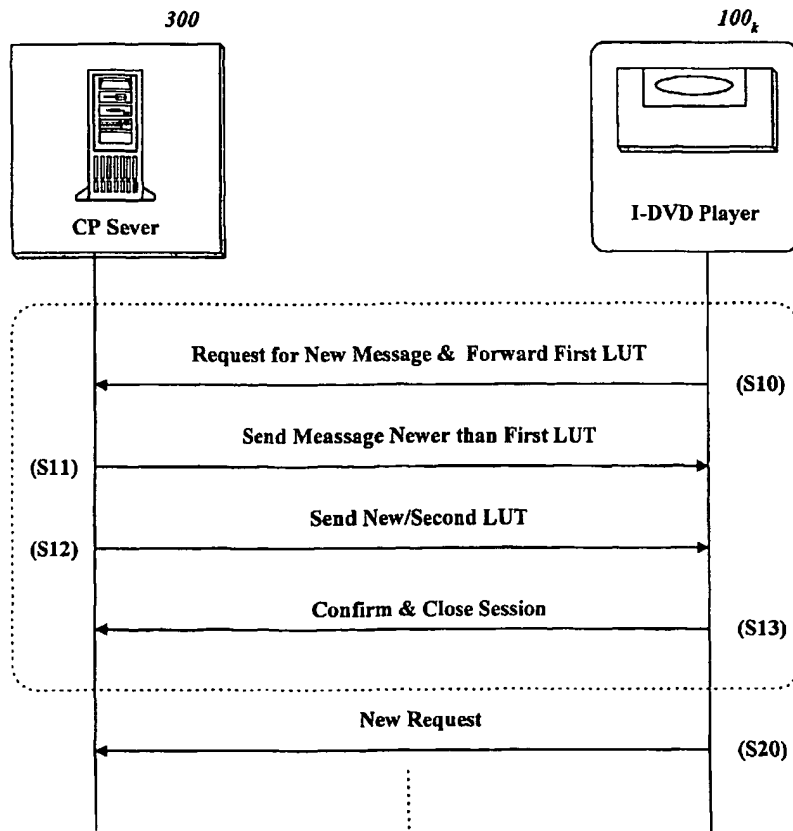 300
100k
CP Sever
I-DVD Player
Request for New Message & Forward First LUT
(S10)
Send Meassage Newer than First LUT
(S11)
Send New/Second LUT
(S12)
Confirm & Close Session
(S13)
New Request
(S20)